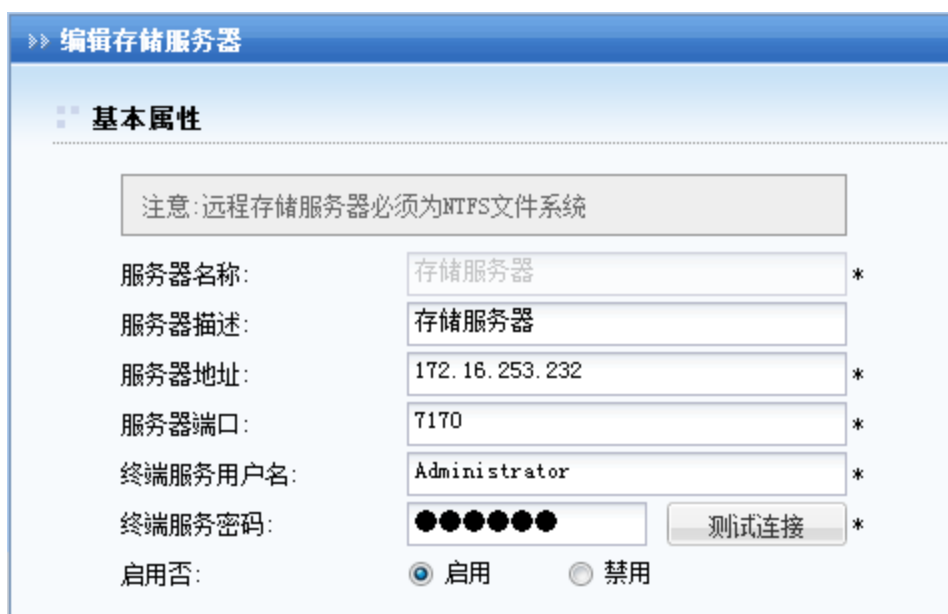 编辑存储服务器
基本属性
注意:远程存储服务器必须为NTFS文件系统
服务器名称: 存储服务器 *
服务器描述: 存储服务器
服务器地址: 172.16.253.232 *
服务器端口: 7170 *
终端服务用户名: Administrator *
终端服务密码: ●●●●●● 测试连接 *
启用否: 启用 禁用